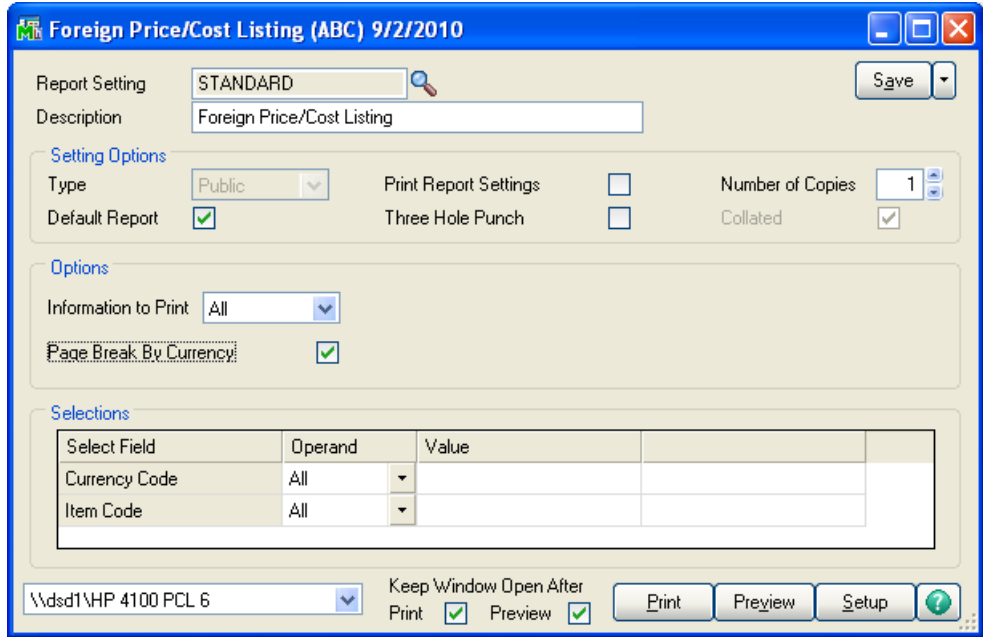 Foreign Price/Cost Listing (ABC) 9/2/2010
Report Setting STANDARD Save
Description Foreign Price/Cost Listing
Setting Options
Type Public Print Report Settings Number of Copies 1
Default Report Three Hole Punch Collated
Options
Information to Print All
Page Break By Currency
Selections
Select Field Operand Value
Currency Code All
Item Code All
\\dsd1\HP 4100 PCL 6 Keep Window Open After
Print Preview Print Preview Setup ?